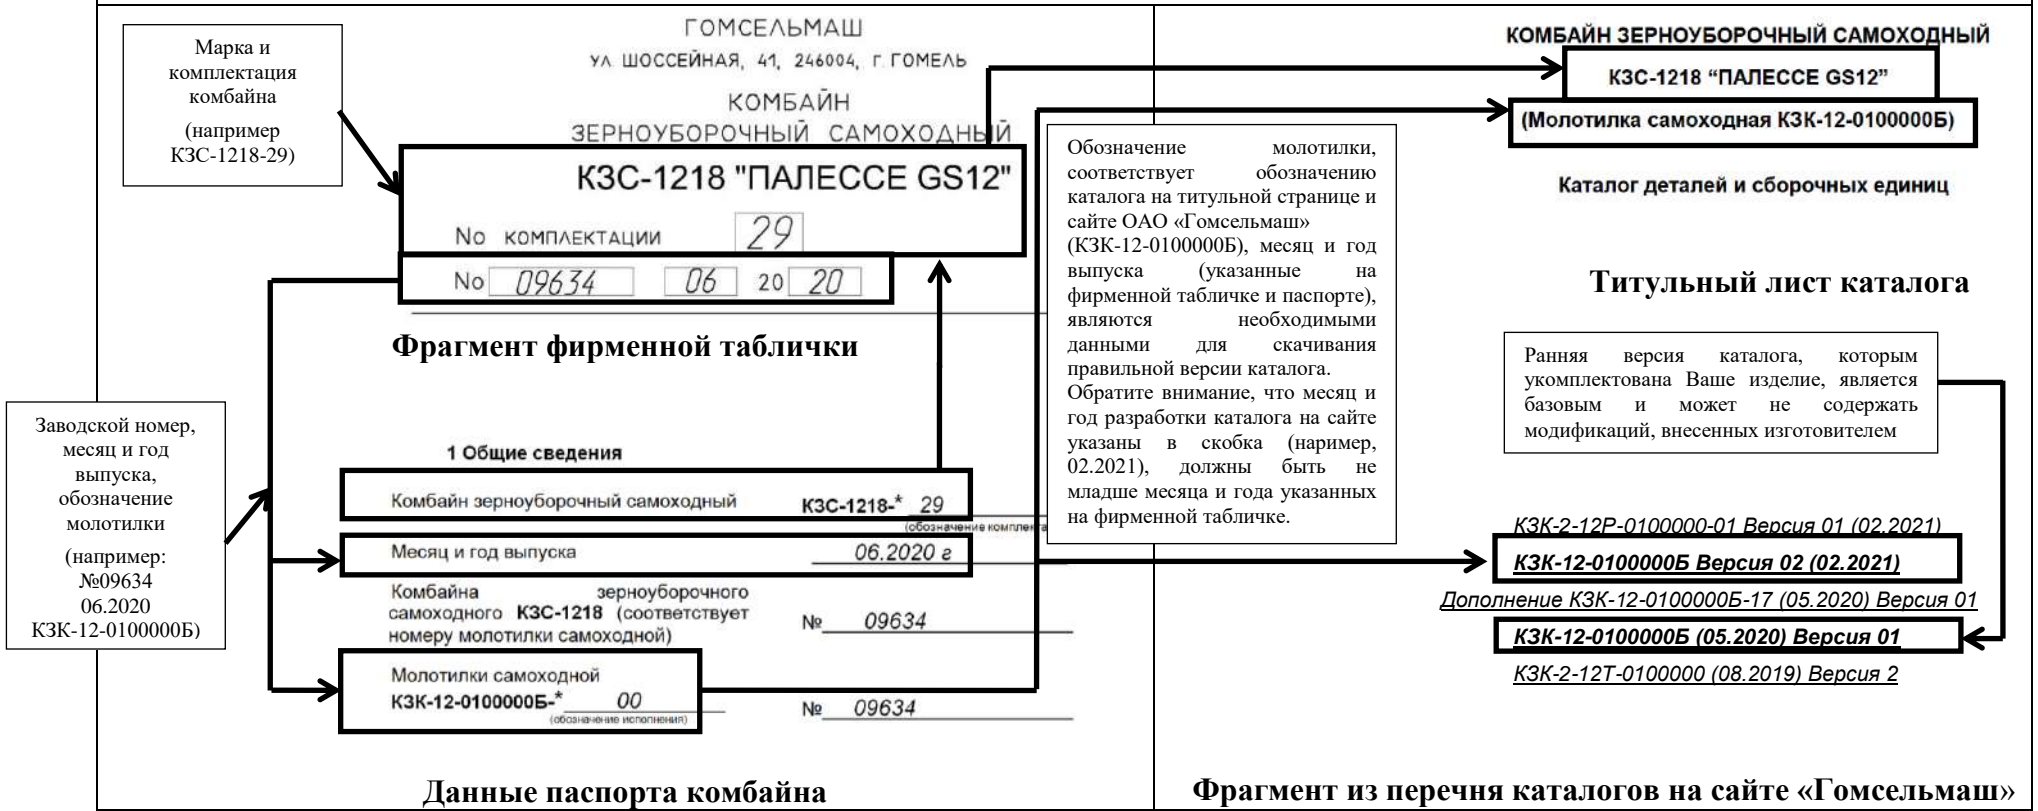 Марка и
комплектация
комбайна
(например
КЗС-1218-29)
ГОМСЕЛЬМАШ
УЛ ШОССЕЙНАЯ, 41, 246004, Г. ГОМЕЛЬ
КОМБАЙН
ЗЕРНОУБОРОЧНЫЙ САМОХОДНЫЙ
КЗС-1218 "ПАЛЕССЕ GS12"
No КОМПЛЕКТАЦИИ 29
No 09634 06 20 20
Фрагмент фирменной таблички
Заводской номер,
месяц и год
выпуска,
обозначение
молотилки
(например:
№09634
06.2020
КЗК-12-0100000Б)
1 Общие сведения
Комбайн зерноуборочный самоходный КЗС-1218-* 29
(обозначение комплекта
Месяц и год выпуска 06.2020 г
Комбайна зерноуборочного
самоходного КЗС-1218 (соответствует
номеру молотилки самоходной) № 09634
Молотилки самоходной
КЗК-12-0100000Б-* 00 № 09634
(обозначение исполнения)
Данные паспорта комбайна
Обозначение молотилки,
соответствует обозначению
каталога на титульной странице и
сайте ОАО «Гомсельмаш»
(КЗК-12-0100000Б), месяц и год
выпуска (указанные на
фирменной табличке и паспорте),
являются необходимыми
данными для скачивания
правильной версии каталога.
Обратите внимание, что месяц и
год разработки каталога на сайте
указаны в скобка (наример,
02.2021), должны быть не
младше месяца и года указанных
на фирменной табличке.
КОМБАЙН ЗЕРНОУБОРОЧНЫЙ САМОХОДНЫЙ
КЗС-1218 “ПАЛЕССЕ GS12”
(Молотилка самоходная КЗК-12-0100000Б)
Каталог деталей и сборочных единиц
Титульный лист каталога
Ранняя версия каталога, которым
укомплектована Ваше изделие, является
базовым и может не содержать
модификаций, внесенных изготовителем
КЗК-2-12Р-0100000-01 Версия 01 (02.2021)
КЗК-12-0100000Б Версия 02 (02.2021)
Дополнение КЗК-12-0100000Б-17 (05.2020) Версия 01
КЗК-12-0100000Б (05.2020) Версия 01
КЗК-2-12Т-0100000 (08.2019) Версия 2
Фрагмент из перечня каталогов на сайте «Гомсельмаш»